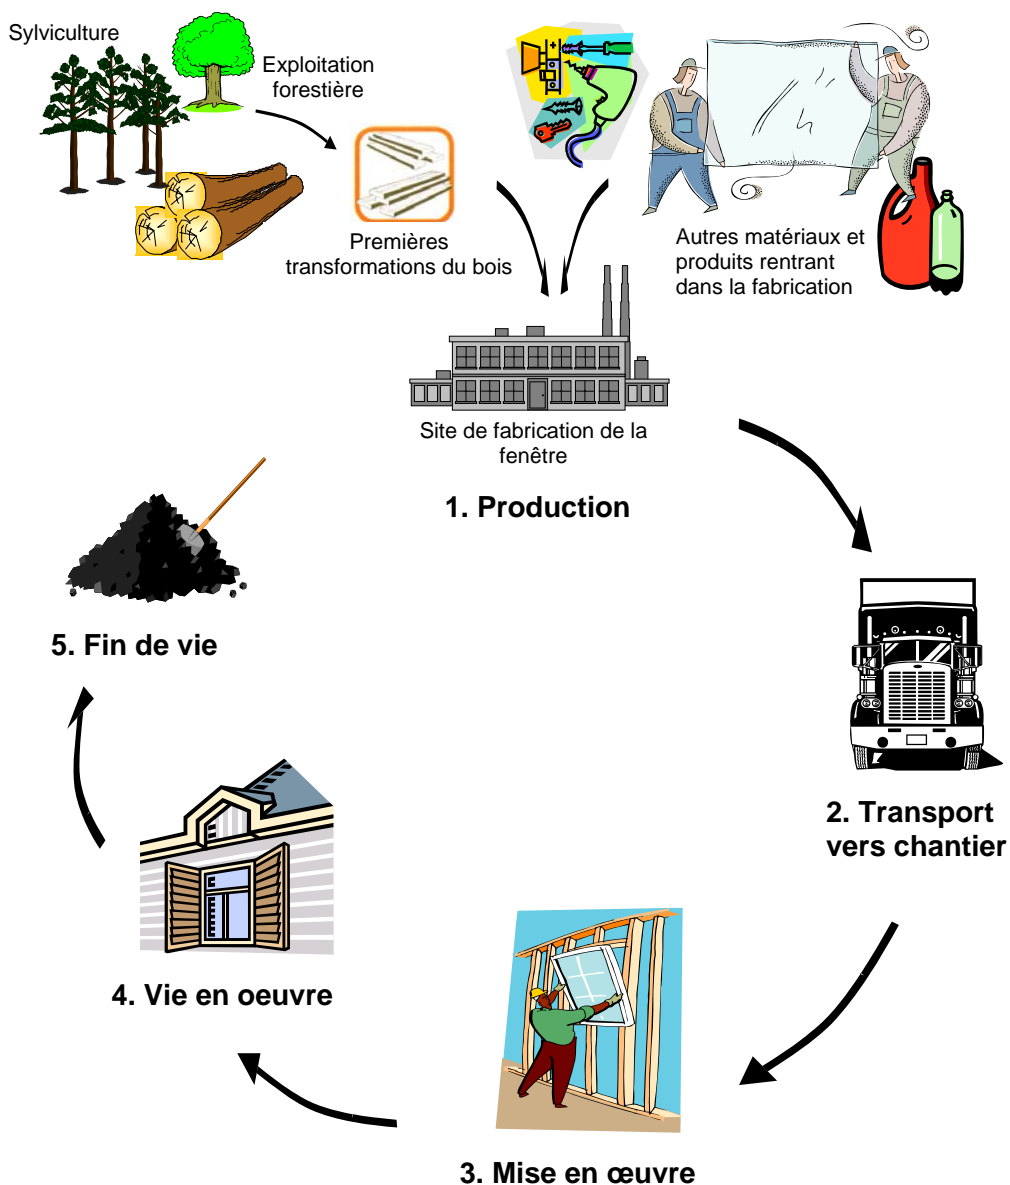 Sylviculture
Exploitation
forestière
Premières
transformations du bois
Autres matériaux et
produits rentrant
dans la fabrication
Site de fabrication de la
fenêtre
1. Production
2. Transport
vers chantier
3. Mise en œuvre
4. Vie en oeuvre
5. Fin de vie